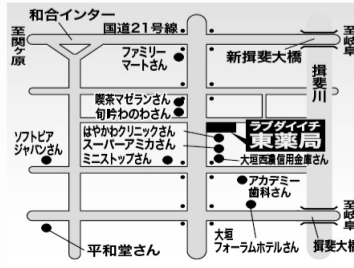 和合インター
国道21号線
至関ヶ原
至岐阜
ファミリー
マートさん
新揖斐大橋
揖斐川
喫茶マゼランさん
旬吟わのわさん
ラブダイイチ
東薬局
はやかわクリニックさん
スーパーアミカさん
ミニストップさん
大垣西濃信用金庫さん
ソフトピア
ジャパンさん
アカデミー
歯科さん
至岐阜
平和堂さん
大垣
フォーラムホテルさん
揖斐大橋